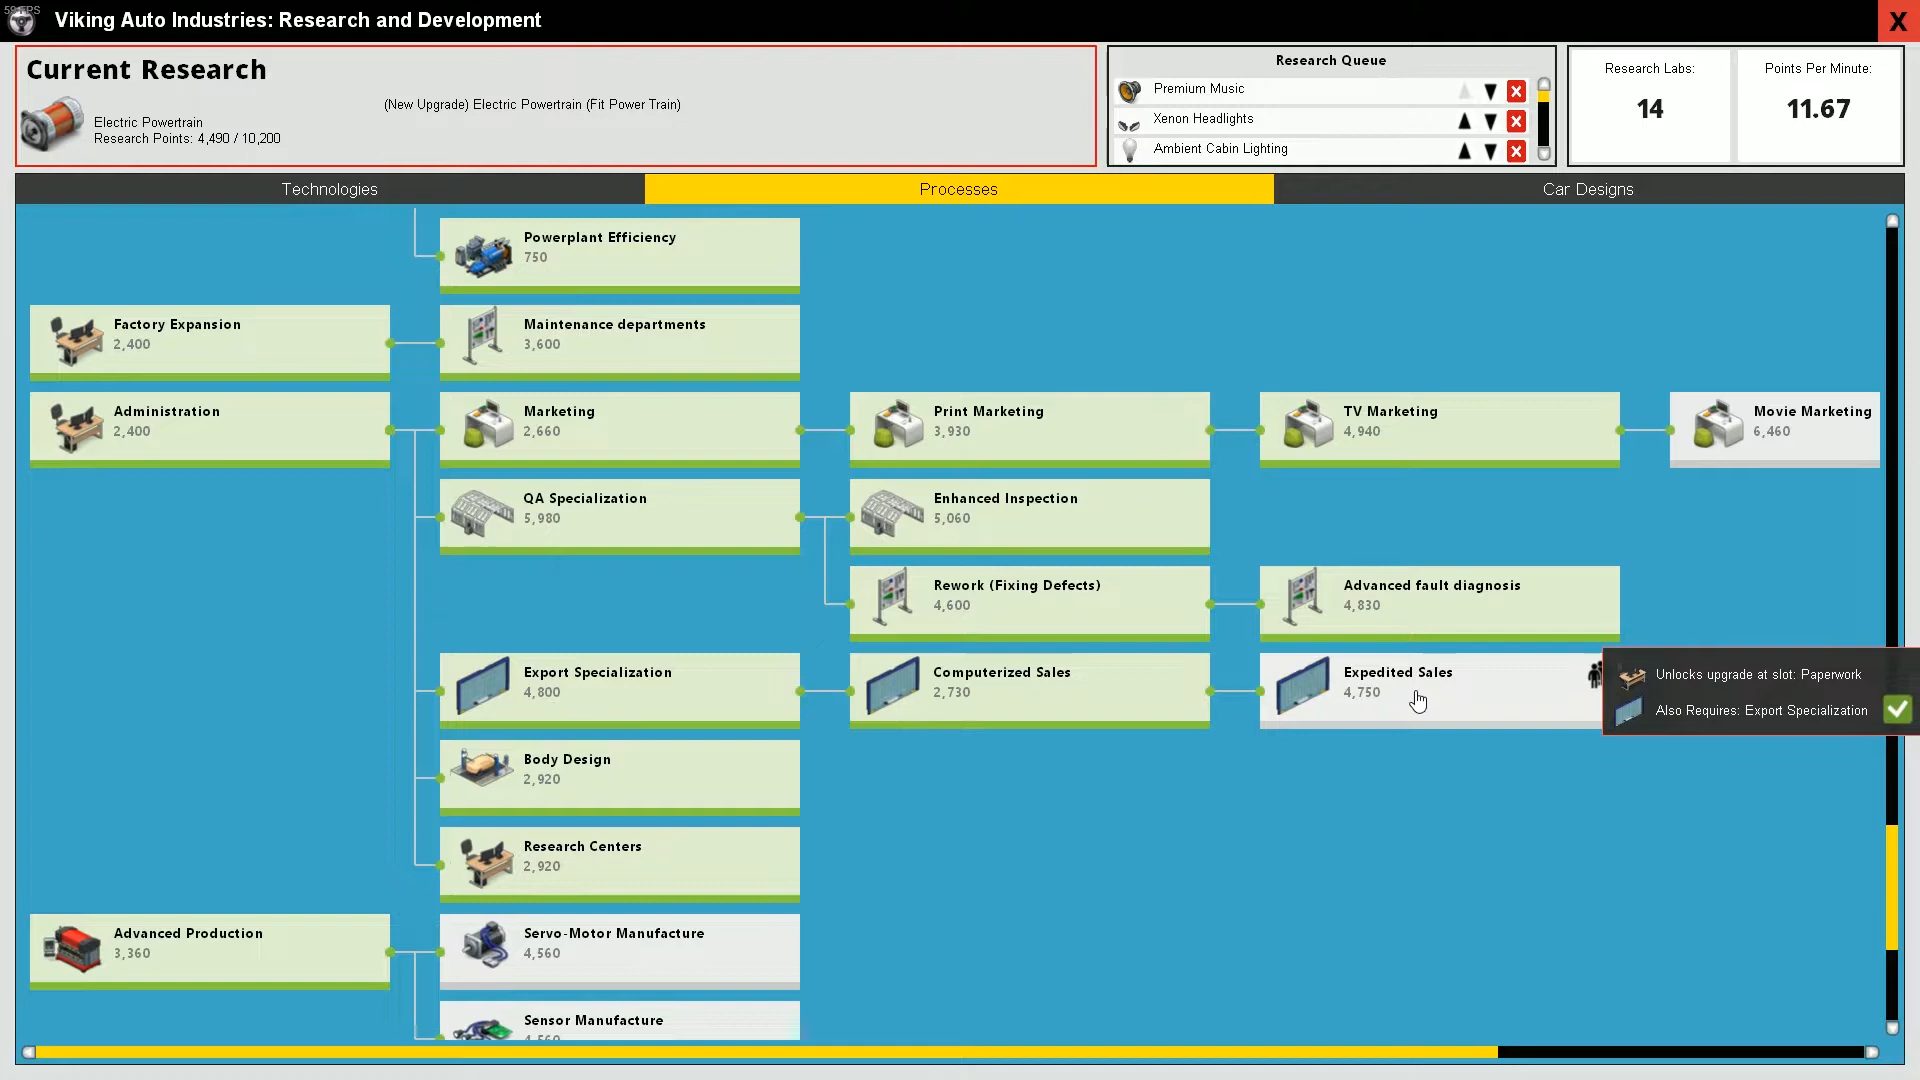 Viking Auto Industries: Research and Development
X
Current Research
(New Upgrade) Electric Powertrain (Fit Power Train)
Electric Powertrain
Research Points: 4,490 / 10,200
Research Queue
Premium Music
Xenon Headlights
Ambient Cabin Lighting
Research Labs:
14
Points Per Minute:
11.67
Technologies
Processes
Car Designs
Powerplant Efficiency
750
Factory Expansion
2,400
Maintenance departments
3,600
Administration
2,400
Marketing
2,660
Print Marketing
3,930
TV Marketing
4,940
Movie Marketing
6,460
QA Specialization
5,980
Enhanced Inspection
5,060
Rework (Fixing Defects)
4,600
Advanced fault diagnosis
4,830
Export Specialization
4,800
Computerized Sales
2,730
Expedited Sales
4,750
Unlocks upgrade at slot: Paperwork
Also Requires: Export Specialization
Body Design
2,920
Research Centers
2,920
Advanced Production
3,360
Servo-Motor Manufacture
4,560
Sensor Manufacture
4,560